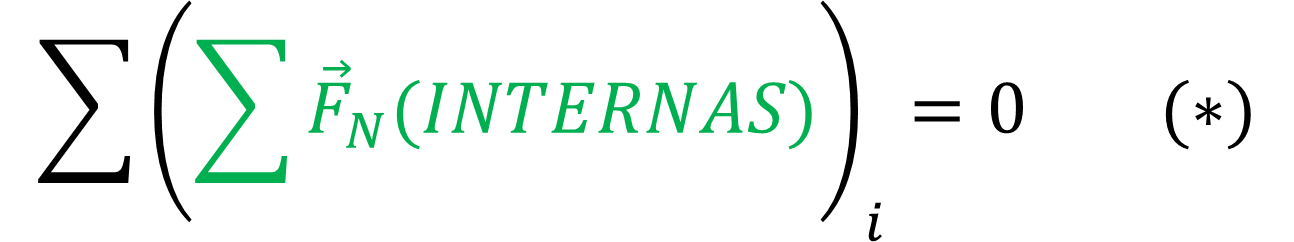 ∑(∑ F⃗_N(INTERNAS))_i = 0 (*)